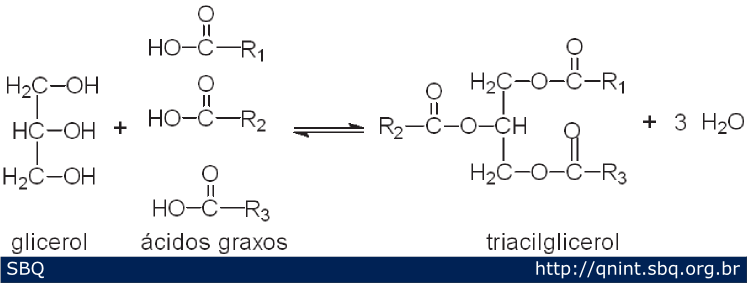 O
HO–C–R₁
H₂C–OH
HC–OH
H₂C–OH
+
O
HO–C–R₂
O
HO–C–R₃
O
H₂C–O–C–R₁
O
R₂–C–O–CH
O
H₂C–O–C–R₃
+ 3 H₂O
glicerol
ácidos graxos
triacilglicerol
SBQ
http://qnint.sbq.org.br